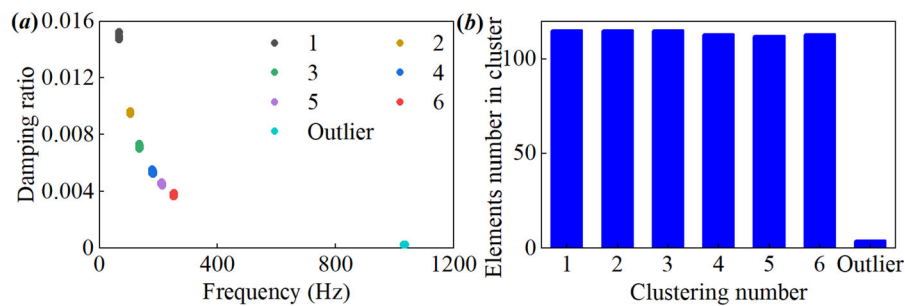 (a)
0.016
0.012
0.008
0.004
0
Damping ratio
1 2
3 4
5 6
Outlier
0 400 800 1200
Frequency (Hz)
(b)
100
50
0
Elements number in cluster
1 2 3 4 5 6 Outlier
Clustering number